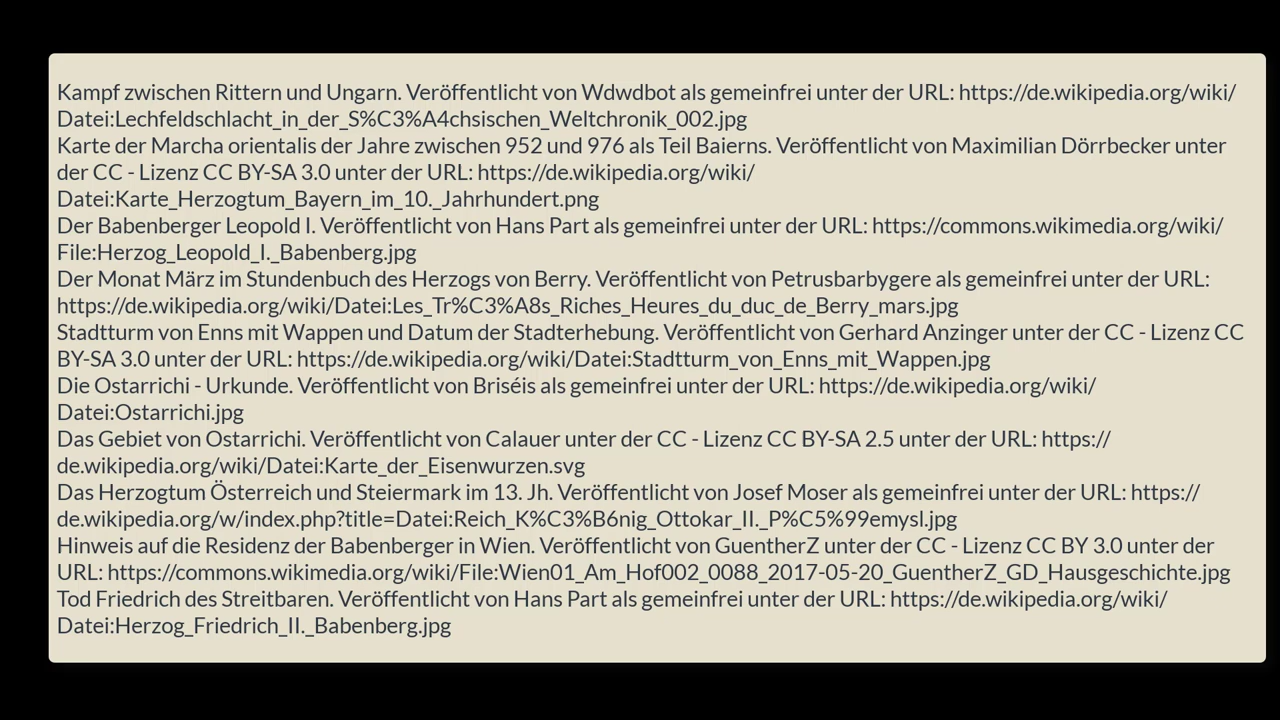 Kampf zwischen Rittern und Ungarn. Veröffentlicht von Wdwdbot als gemeinfrei unter der URL: https://de.wikipedia.org/wiki/
Datei:Lechfeldschlacht_in_der_S%C3%A4chsischen_Weltchronik_002.jpg
Karte der Marcha orientalis der Jahre zwischen 952 und 976 als Teil Baierns. Veröffentlicht von Maximilian Dörrbecker unter
der CC - Lizenz CC BY-SA 3.0 unter der URL: https://de.wikipedia.org/wiki/
Datei:Karte_Herzogtum_Bayern_im_10._Jahrhundert.png
Der Babenberger Leopold I. Veröffentlicht von Hans Part als gemeinfrei unter der URL: https://commons.wikimedia.org/wiki/
File:Herzog_Leopold_I._Babenberg.jpg
Der Monat März im Stundenbuch des Herzogs von Berry. Veröffentlicht von Petrusbarbygere als gemeinfrei unter der URL:
https://de.wikipedia.org/wiki/Datei:Les_Tr%C3%A8s_Riches_Heures_du_duc_de_Berry_mars.jpg
Stadtturm von Enns mit Wappen und Datum der Stadterhebung. Veröffentlicht von Gerhard Anzinger unter der CC - Lizenz CC
BY-SA 3.0 unter der URL: https://de.wikipedia.org/wiki/Datei:Stadtturm_von_Enns_mit_Wappen.jpg
Die Ostarrichi - Urkunde. Veröffentlicht von Briséis als gemeinfrei unter der URL: https://de.wikipedia.org/wiki/
Datei:Ostarrichi.jpg
Das Gebiet von Ostarrichi. Veröffentlicht von Calauer unter der CC - Lizenz CC BY-SA 2.5 unter der URL: https://
de.wikipedia.org/wiki/Datei:Karte_der_Eisenwurzen.svg
Das Herzogtum Österreich und Steiermark im 13. Jh. Veröffentlicht von Josef Moser als gemeinfrei unter der URL: https://
de.wikipedia.org/w/index.php?title=Datei:Reich_K%C3%B6nig_Ottokar_II._P%C5%99emysl.jpg
Hinweis auf die Residenz der Babenberger in Wien. Veröffentlicht von GuentherZ unter der CC - Lizenz CC BY 3.0 unter der
URL: https://commons.wikimedia.org/wiki/File:Wien01_Am_Hof002_0088_2017-05-20_GuentherZ_GD_Hausgeschichte.jpg
Tod Friedrich des Streitbaren. Veröffentlicht von Hans Part als gemeinfrei unter der URL: https://de.wikipedia.org/wiki/
Datei:Herzog_Friedrich_II._Babenberg.jpg